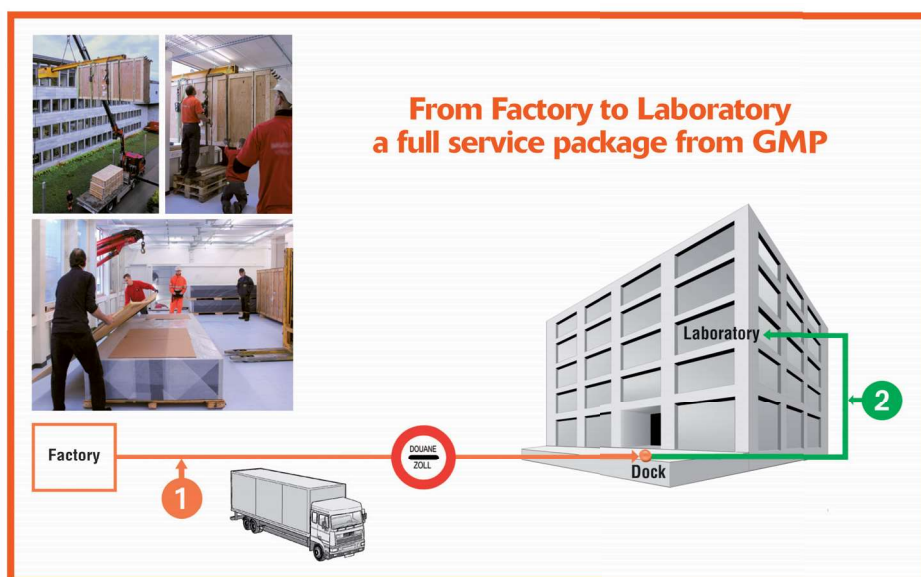 From Factory to Laboratory
a full service package from GMP
Laboratory
2
Factory
DOUANE
ZOLL
Dock
1